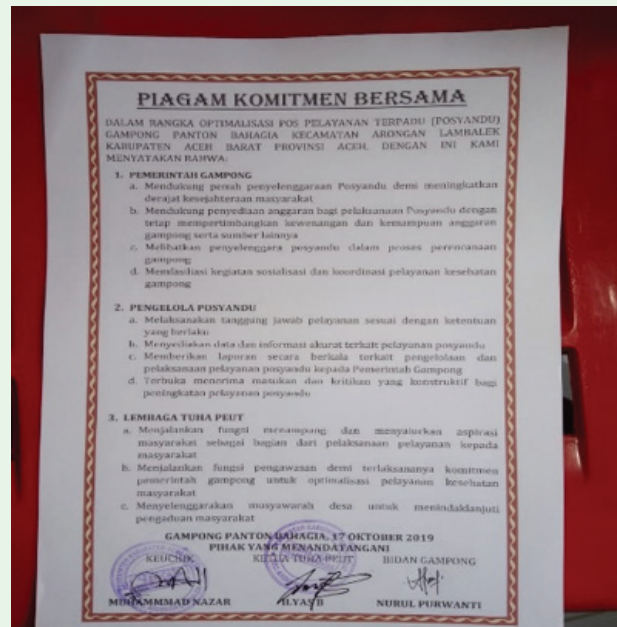 PIAGAM KOMITMEN BERSAMA
DALAM RANGKA OPTIMALISASI POS PELAYANAN TERPADU (POSYANDU)
GAMPONG PANTON BAHAGIA KECAMATAN ARONGAN LAMBALEK
KABUPATEN ACEH BARAT PROVINSI ACEH, DENGAN INI KAMI
MENYATAKAN BAHWA:
1. PEMERINTAH GAMPONG
a. Mendukung penuh penyelenggaraan Posyandu demi meningkatkan
derajat kesejahteraan masyarakat
b. Mendukung penyediaan anggaran bagi pelaksanaan Posyandu dengan
tetap mempertimbangkan kewenangan dan kemampuan anggaran
gampong serta sumber lainnya
c. Melibatkan penyelenggara posyandu dalam proses perencanaan
gampong
d. Memfasiliasi kegiatan sosialisasi dan koordinasi pelayanan kesehatan
gampong
2. PENGELOLA POSYANDU
a. Melaksanakan tanggung jawab pelayanan sesuai dengan ketentuan
yang berlaku
b. Menyediakan data dan informasi akurat terkait pelayanan posyandu
c. Memberikan laporan secara berkala terkait pengelolaan dan
pelaksanaan pelayanan posyandu kepada Pemerintah Gampong
d. Terbuka menerima masukan dan kritikan yang konstruktif bagi
peningkatan pelayanan posyandu
3. LEMBAGA TUHA PEUT
a. Menjalankan fungsi menampung dan menyalurkan aspirasi
masyarakat sebagai bagian dari pelaksanaan pelayanan kepada
masyarakat
b. Menjalankan fungsi pengawasan demi terlaksananya komitmen
pemerintah gampong untuk optimalisasi pelayanan kesehatan
masyarakat
c. Menyelenggarakan musyawarah desa untuk menindaklanjuti
pengaduan masyarakat
GAMPONG PANTON BAHAGIA, 17 OKTOBER 2019
PIHAK YANG MENANDATANGANI
KEUCHIK KETUA TUHA PEUT BIDAN GAMPONG
MUHAMMMAD NAZAR ILYAS B NURUL PURWANTI